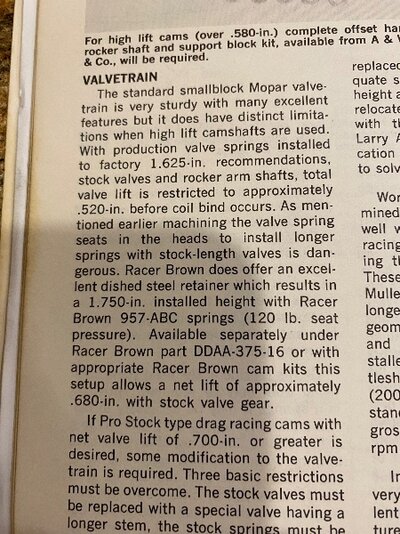 For high lift cams (over .580-in.) complete offset
rocker shaft and support block kit, available from A &
& Co., will be required.
VALVETRAIN
The standard smallblock Mopar valve-
train is very sturdy with many excellent
features but it does have distinct limita-
tions when high lift camshafts are used.
With production valve springs installed
to factory 1.625-in. recommendations,
stock valves and rocker arm shafts, total
valve lift is restricted to approximately
.520-in. before coil bind occurs. As men-
tioned earlier machining the valve spring
seats in the heads to install longer
springs with stock-length valves is dan-
gerous. Racer Brown does offer an excel-
lent dished steel retainer which results in
a 1.750-in. installed height with Racer
Brown 957-ABC springs (120 lb. seat
pressure). Available separately under
Racer Brown part DDAA-375-16 or with
appropriate Racer Brown cam kits this
setup allows a net lift of approximately
.680-in. with stock valve gear.
If Pro Stock type drag racing cams with
net valve lift of .700-in. or greater is
desired, some modification to the valve-
train is required. Three basic restrictions
must be overcome. The stock valves must
be replaced with a special valve having a
longer stem, the stock springs must be
replaced
quate s
height a
relocate
with t
Larry A
cation
to solv
Wor
mined
well w
racing
ing t
These
Mulle
longe
geom
and
stalle
tlesh
(200
stand
gros
rpm
In
very
lent
ture